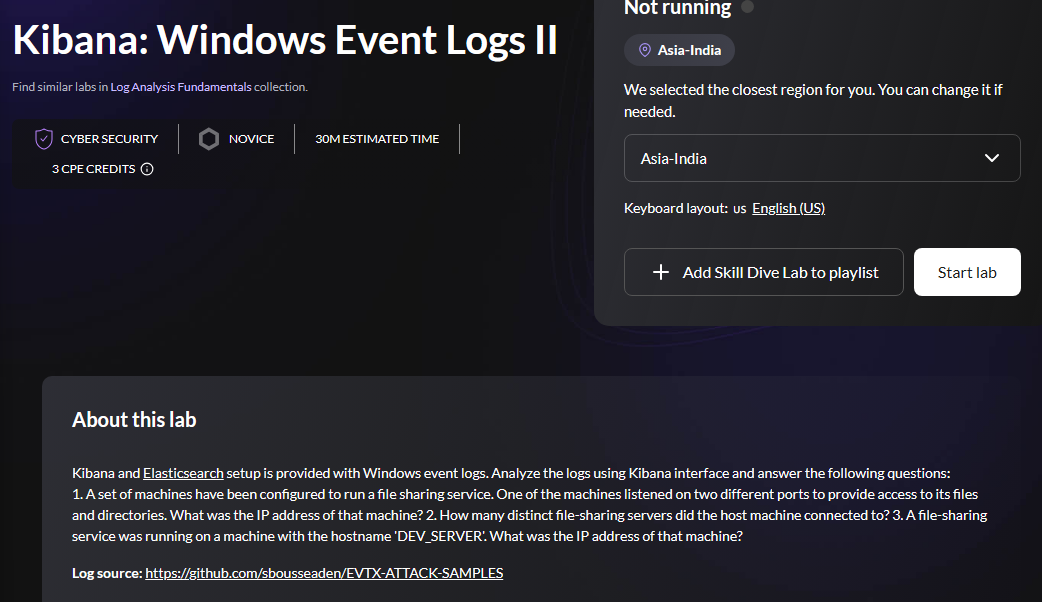 Kibana: Windows Event Logs II
Find similar labs in Log Analysis Fundamentals collection.
CYBER SECURITY
NOVICE
30M ESTIMATED TIME
3 CPE CREDITS
Not running
Asia-India
We selected the closest region for you. You can change it if
needed.
Asia-India
Keyboard layout: us English (US)
Add Skill Dive Lab to playlist
Start lab
About this lab
Kibana and Elasticsearch setup is provided with Windows event logs. Analyze the logs using Kibana interface and answer the following questions:
1. A set of machines have been configured to run a file sharing service. One of the machines listened on two different ports to provide access to its files
and directories. What was the IP address of that machine? 2. How many distinct file-sharing servers did the host machine connected to? 3. A file-sharing
service was running on a machine with the hostname 'DEV_SERVER'. What was the IP address of that machine?
Log source: https://github.com/sbousseaden/EVTX-ATTACK-SAMPLES